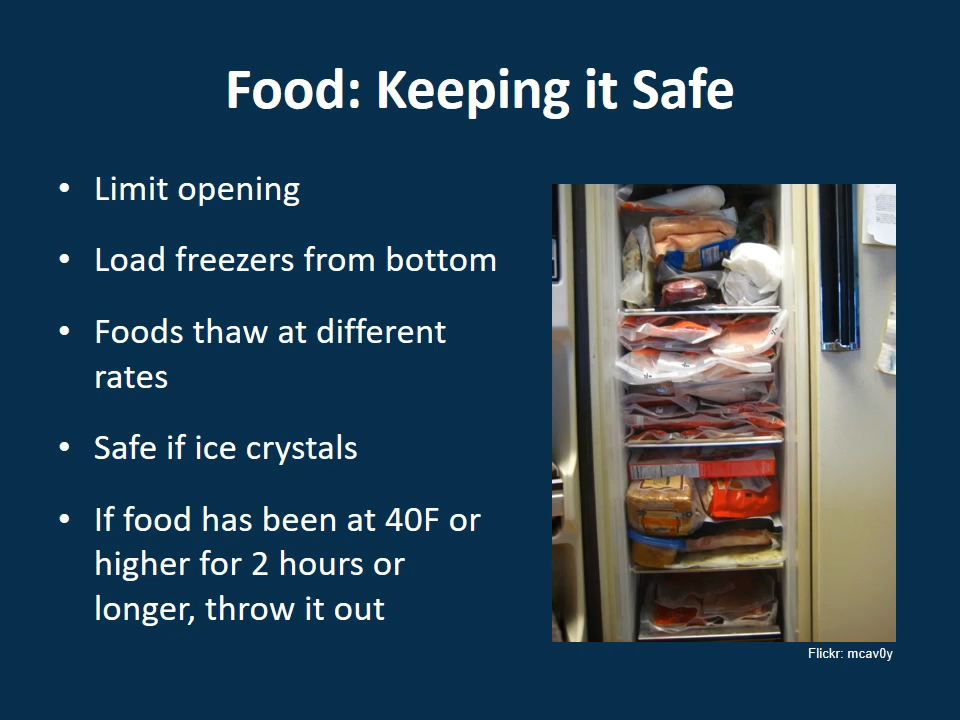 Food: Keeping it Safe
• Limit opening
• Load freezers from bottom
• Foods thaw at different
rates
• Safe if ice crystals
• If food has been at 40F or
higher for 2 hours or
longer, throw it out
Flickr: mcav0y